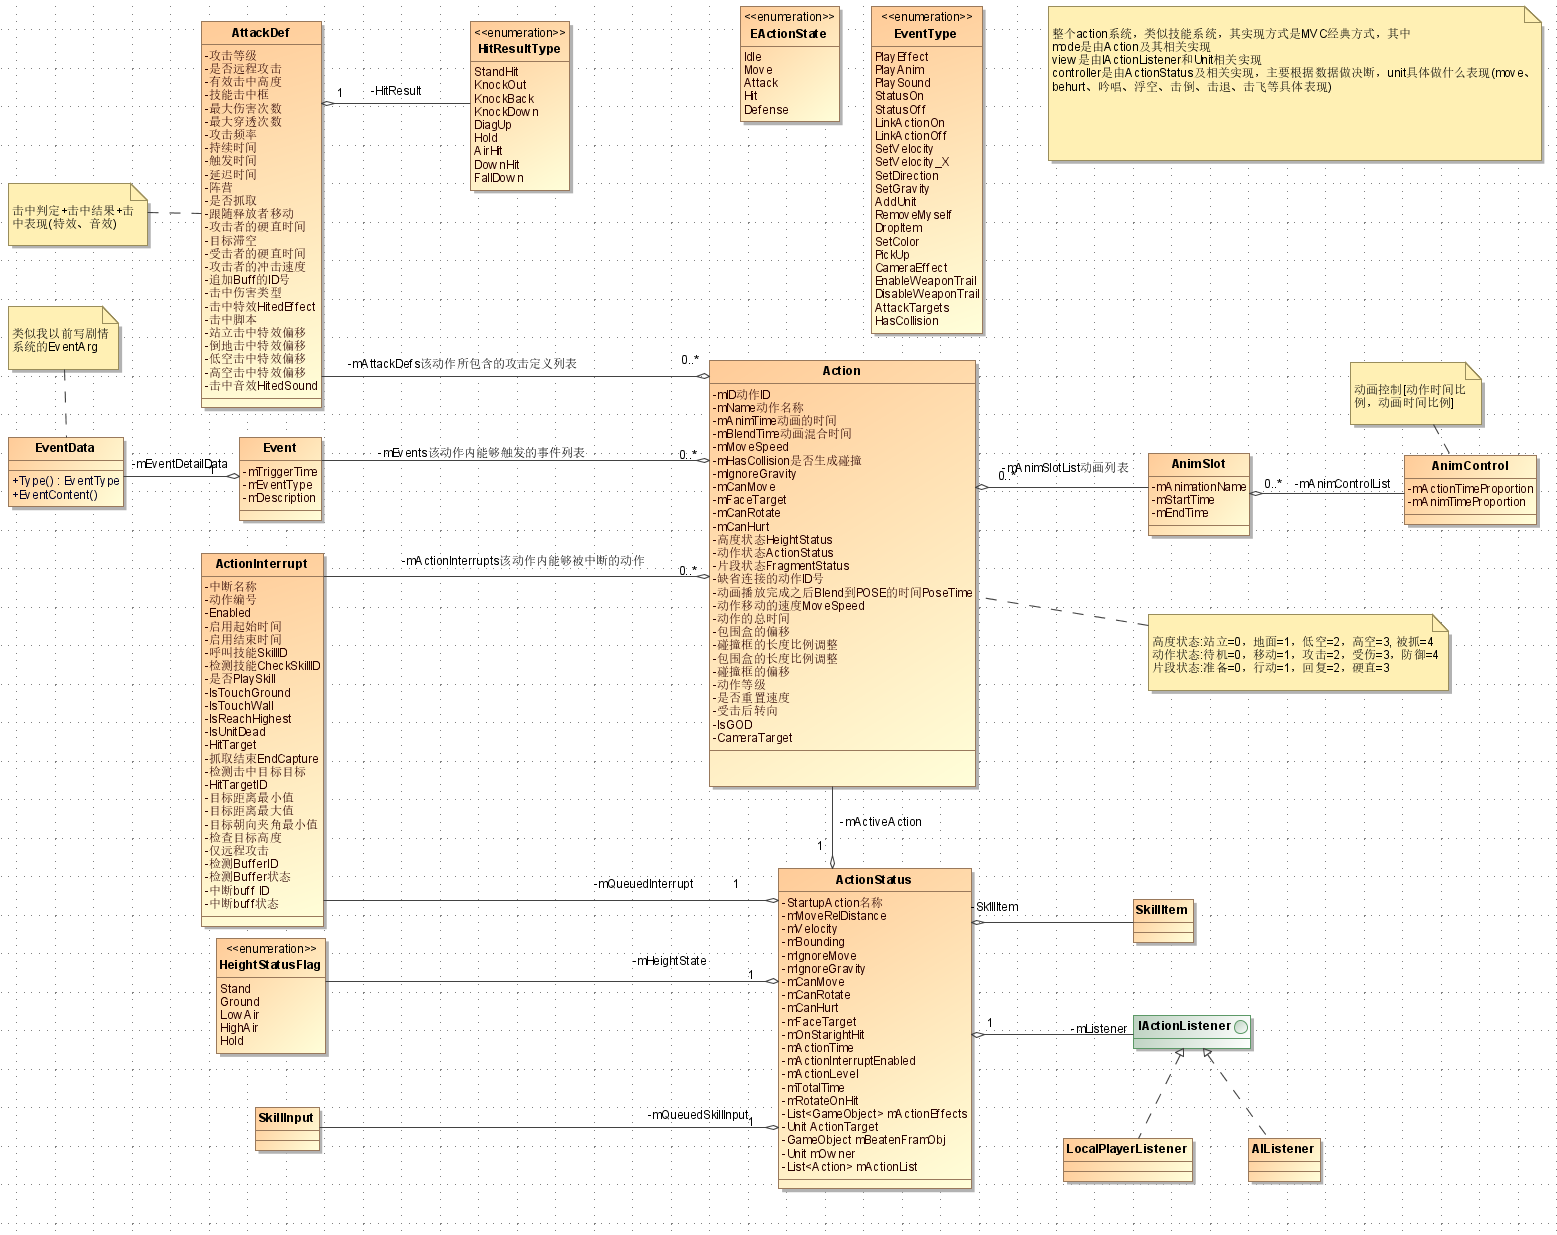 AttackDef
-攻击等级
-是否远程攻击
-有效击中高度
-技能击中框
-最大伤害次数
-最大穿透次数
-攻击频率
-持续时间
-触发时间
-延迟时间
-阵营
-是否抓取
-跟随释放者移动
-攻击者的硬直时间
-目标滞空
-受击者的硬直时间
-攻击者的冲击速度
-追加Buff的ID号
-击中伤害类型
-击中特效HitedEffect
-击中脚本
-站立击中特效偏移
-倒地击中特效偏移
-低空击中特效偏移
-高空击中特效偏移
-击中音效HitedSound
1
-HitResult
<<enumeration>>
HitResultType
StandHit
KnockOut
KnockBack
KnockDown
DiagUp
Hold
AirHit
DownHit
FallDown
<<enumeration>>
EActionState
Idle
Move
Attack
Hit
Defense
<<enumeration>>
EventType
PlayEffect
PlayAnim
PlaySound
StatusOn
StatusOff
LinkActionOn
LinkActionOff
SetVelocity
SetVelocity_X
SetDirection
SetGravity
AddUnit
RemoveMyself
DropItem
SetColor
PickUp
CameraEffect
EnableWeaponTrail
DisableWeaponTrail
AttackTargets
HasCollision
整个action系统，类似技能系统，其实现方式是MVC经典方式，其中
mode是由Action及其相关实现
view是由IActionListener和Unit相关实现
controller是由ActionStatus及相关实现，主要根据数据做决断，unit具体做什么表现(move、
behurt、吟唱、浮空、击倒、击退、击飞等具体表现)
击中判定+击中结果+击
中表现(特效、音效)
类似我以前写剧情
系统的EventArg
-mAttackDefs该动作所包含的攻击定义列表
0..*
EventData
+Type() : EventType
+EventContent()
-mEventDetailData
1
Event
-mTriggerTime
-mEventType
-mDescription
-mEvents该动作内能够触发的事件列表
0..*
Action
-mID动作ID
-mName动作名称
-mAnimTime动画的时间
-mBlendTime动画混合时间
-mMoveSpeed
-mHasCollision是否生成碰撞
-mIgnoreGravity
-mCanMove
-mFaceTarget
-mCanRotate
-mCanHurt
-高度状态HeightStatus
-动作状态ActionStatus
-片段状态FragmentStatus
-缺省连接的动作ID号
-动画播放完成之后Blend到POSE的时间PoseTime
-动作移动的速度MoveSpeed
-动作的总时间
-包围盒的偏移
-碰撞框的长度比例调整
-包围盒的长度比例调整
-碰撞框的偏移
-动作等级
-是否重置速度
-受击后转向
-IsGOD
-CameraTarget
-mAnimSlotList动画列表
0..*
AnimSlot
-mAnimationName
-mStartTime
-mEndTime
0..*
-mAnimControlList
动画控制[动作时间比
例，动画时间比例]
AnimControl
-mActionTimeProportion
-mAnimTimeProportion
高度状态:站立=0，地面=1，低空=2，高空=3, 被抓=4
动作状态:待机=0，移动=1，攻击=2，受伤=3，防御=4
片段状态:准备=0，行动=1，回复=2，硬直=3
ActionInterrupt
-中断名称
-动作编号
-Enabled
-启用起始时间
-启用结束时间
-呼叫技能SkillID
-检测技能CheckSkillID
-是否PlaySkill
-IsTouchGround
-IsTouchWall
-IsReachHighest
-IsUnitDead
-HitTarget
-抓取结束EndCapture
-检测击中目标目标
-HitTargetID
-目标距离最小值
-目标距离最大值
-目标朝向夹角最小值
-检查目标高度
-仅远程攻击
-检测BufferID
-检测Buffer状态
-中断buff ID
-中断buff状态
-mActionInterrupts该动作内能够被中断的动作
0..*
-mActiveAction
1
ActionStatus
-StartupAction名称
-mMoveRelDistance
-mVelocity
-mBounding
-mIgnoreMove
-mIgnoreGravity
-mCanMove
-mCanRotate
-mCanHurt
-mFaceTarget
-mOnStarightHit
-mActionTime
-mActionInterruptEnabled
-mActionLevel
-mTotalTime
-mRotateOnHit
-List<GameObject> mActionEffects
-Unit ActionTarget
-GameObject mBeatenFramObj
-Unit mOwner
-List<Action> mActionList
-mQueuedInterrupt
1
<<enumeration>>
HeightStatusFlag
Stand
Ground
LowAir
HighAir
Hold
-mHeightState
1
SkillInput
-mQueuedSkillInput
1
-SkillItem
SkillItem
1
-mListener
IActionListener
LocalPlayerListener
AIListener